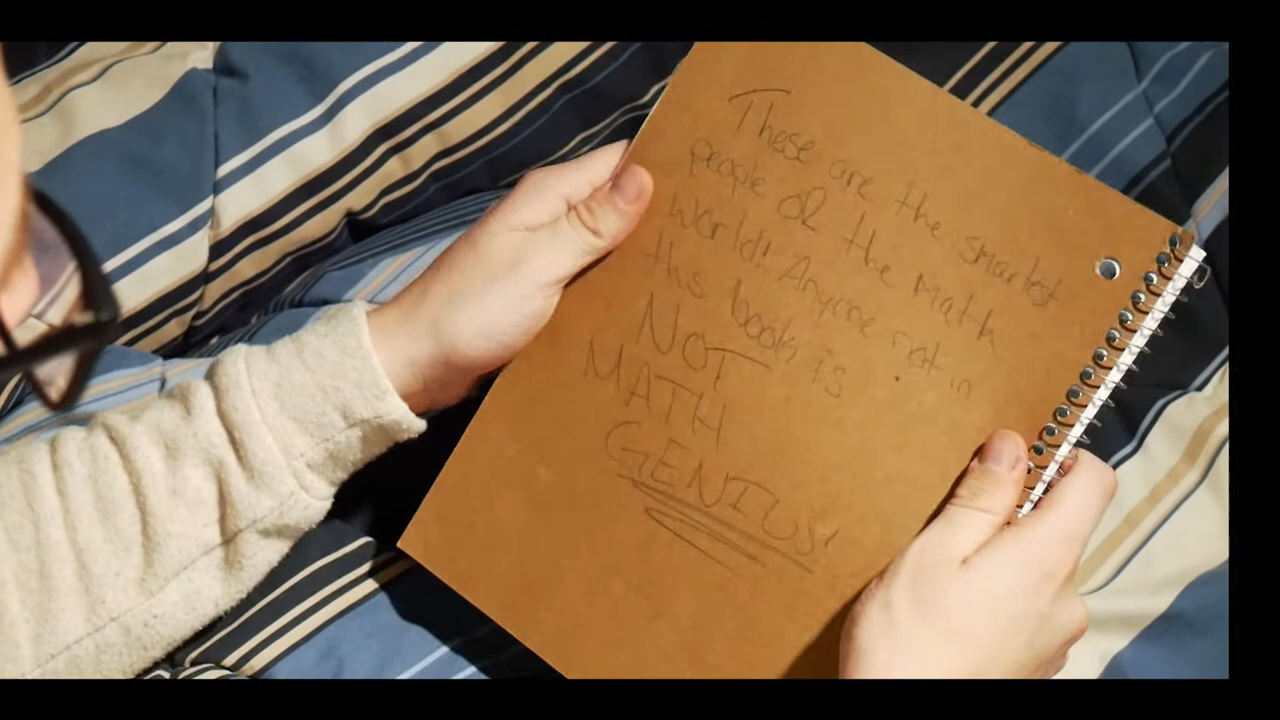 These are the smartest
people of the math
world! Anyone not in
this book is
NOT
MATH
GENIUS!